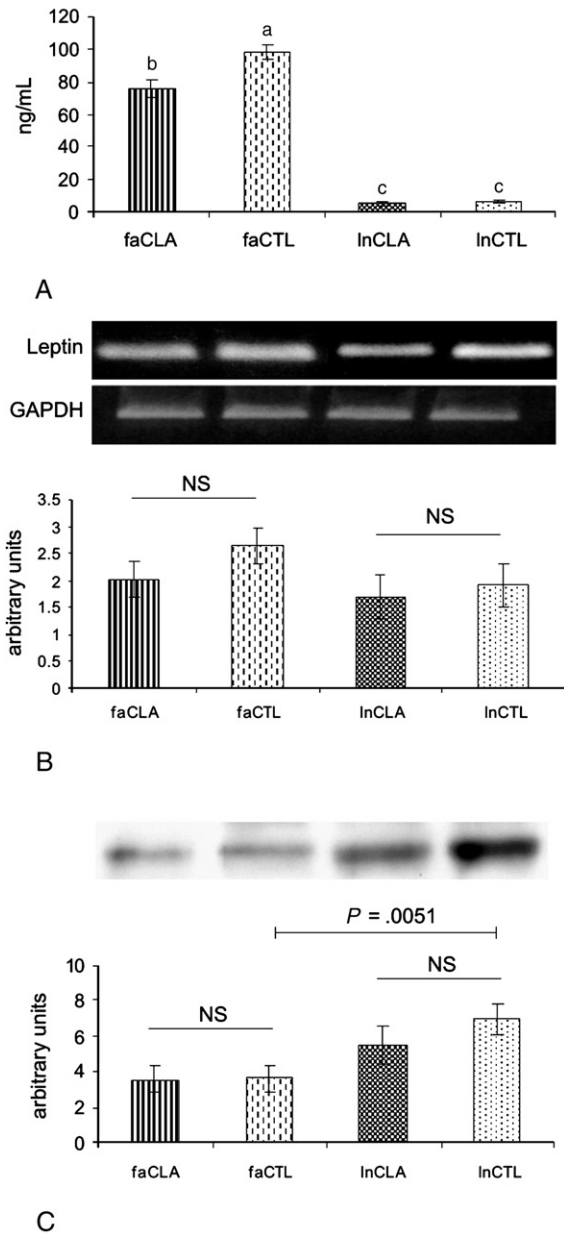 120
100
80
60
40
20
0
ng/mL
b
a
c
c
faCLA
faCTL
lnCLA
lnCTL
A
Leptin
GAPDH
NS
NS
3.5
3
2.5
2
1.5
1
0.5
0
arbitrary units
faCLA
faCTL
lnCLA
lnCTL
B
P = .0051
NS
NS
10
8
6
4
2
0
arbitrary units
faCLA
faCTL
lnCLA
lnCTL
C